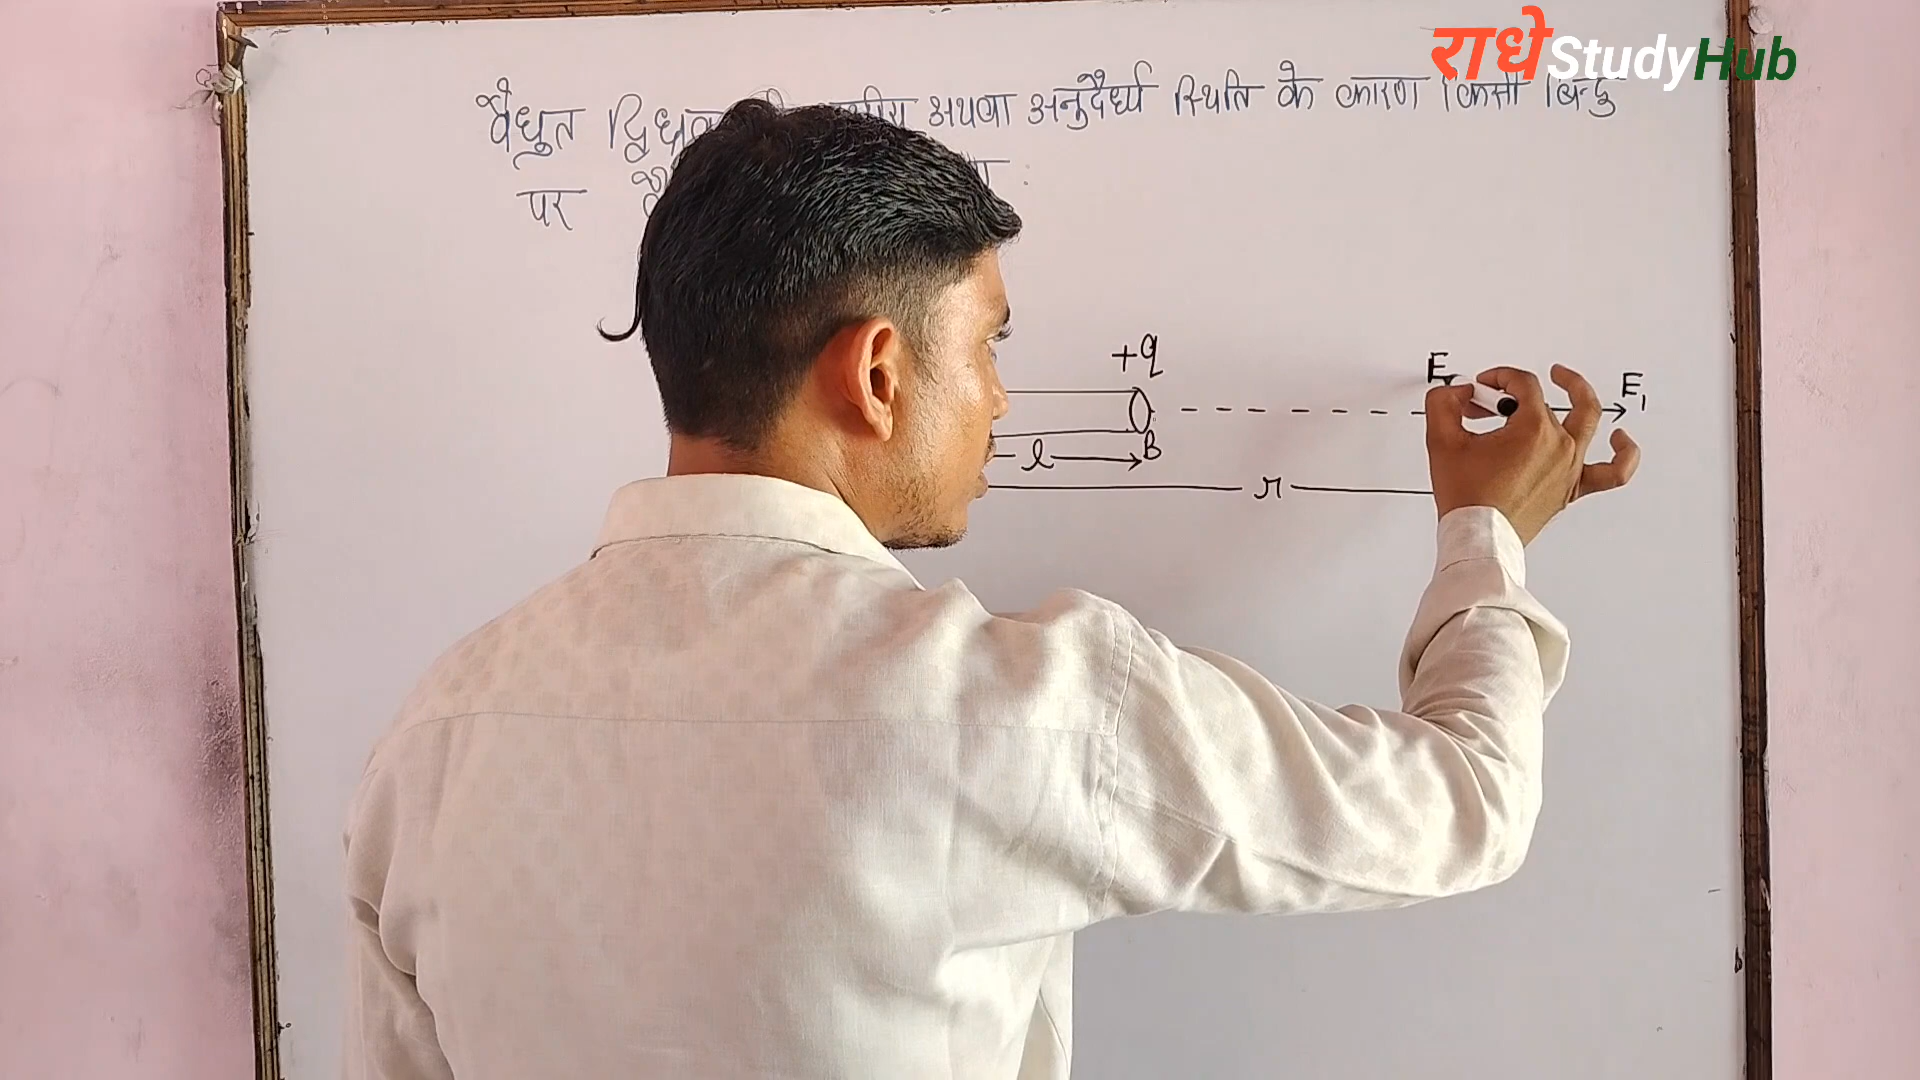 राधे StudyHub
वैधुत अथवा अनुदैर्ध्य स्थिति के कारण किसी बिन्दु
पर
+q
E E₁
l B
r